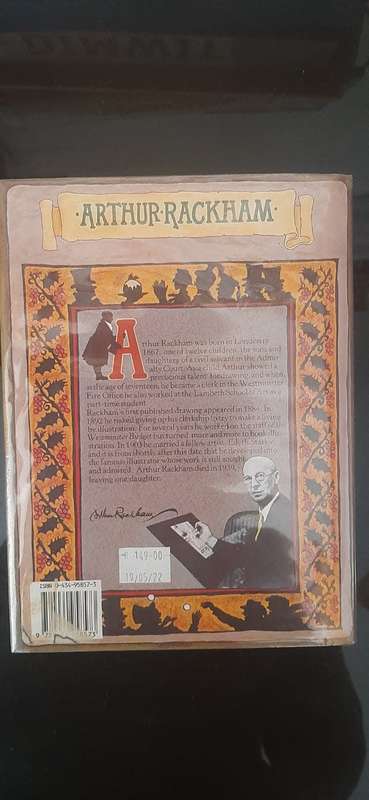 ·ARTHUR·RACKHAM·
Arthur Rackham was born in London in
1867, one of twelve children, the sons and
daughters of a civil servant in the Admir-
alty Court. As a child Arthur showed a
precocious talent for drawing and when,
at the age of seventeen, he became a clerk in the Westminster
Fire Office he also worked at the Lambeth School of Art as a
part-time student.
Rackham's first published drawing appeared in 1884. In
1892 he risked giving up his clerkship to try to make a living
by illustration. For several years he worked on the staff of the
Westminster Budget but turned more and more to book illus-
tration. In 1903 he married a fellow artist, Edyth Starkie,
and it is from shortly after this date that he developed into
the famous illustrator whose work is still sought
and admired. Arthur Rackham died in 1939,
leaving one daughter.
Arthur Rackham
149-00
19/05/22
ISBN 0-434-95857-3